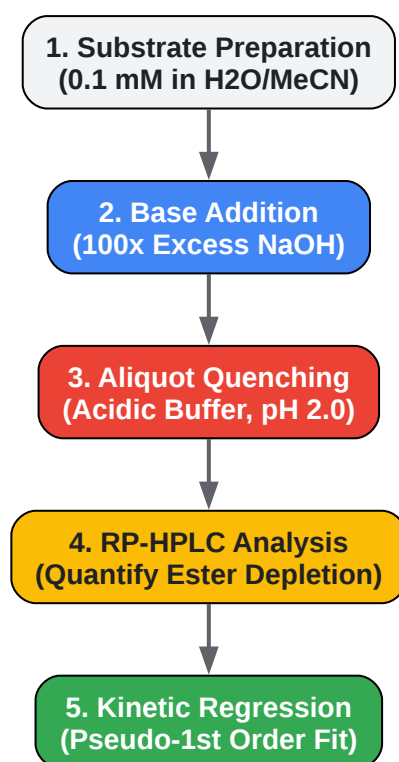 1. Substrate Preparation
(0.1 mM in H2O/MeCN)
2. Base Addition
(100x Excess NaOH)
3. Aliquot Quenching
(Acidic Buffer, pH 2.0)
4. RP-HPLC Analysis
(Quantify Ester Depletion)
5. Kinetic Regression
(Pseudo-1st Order Fit)